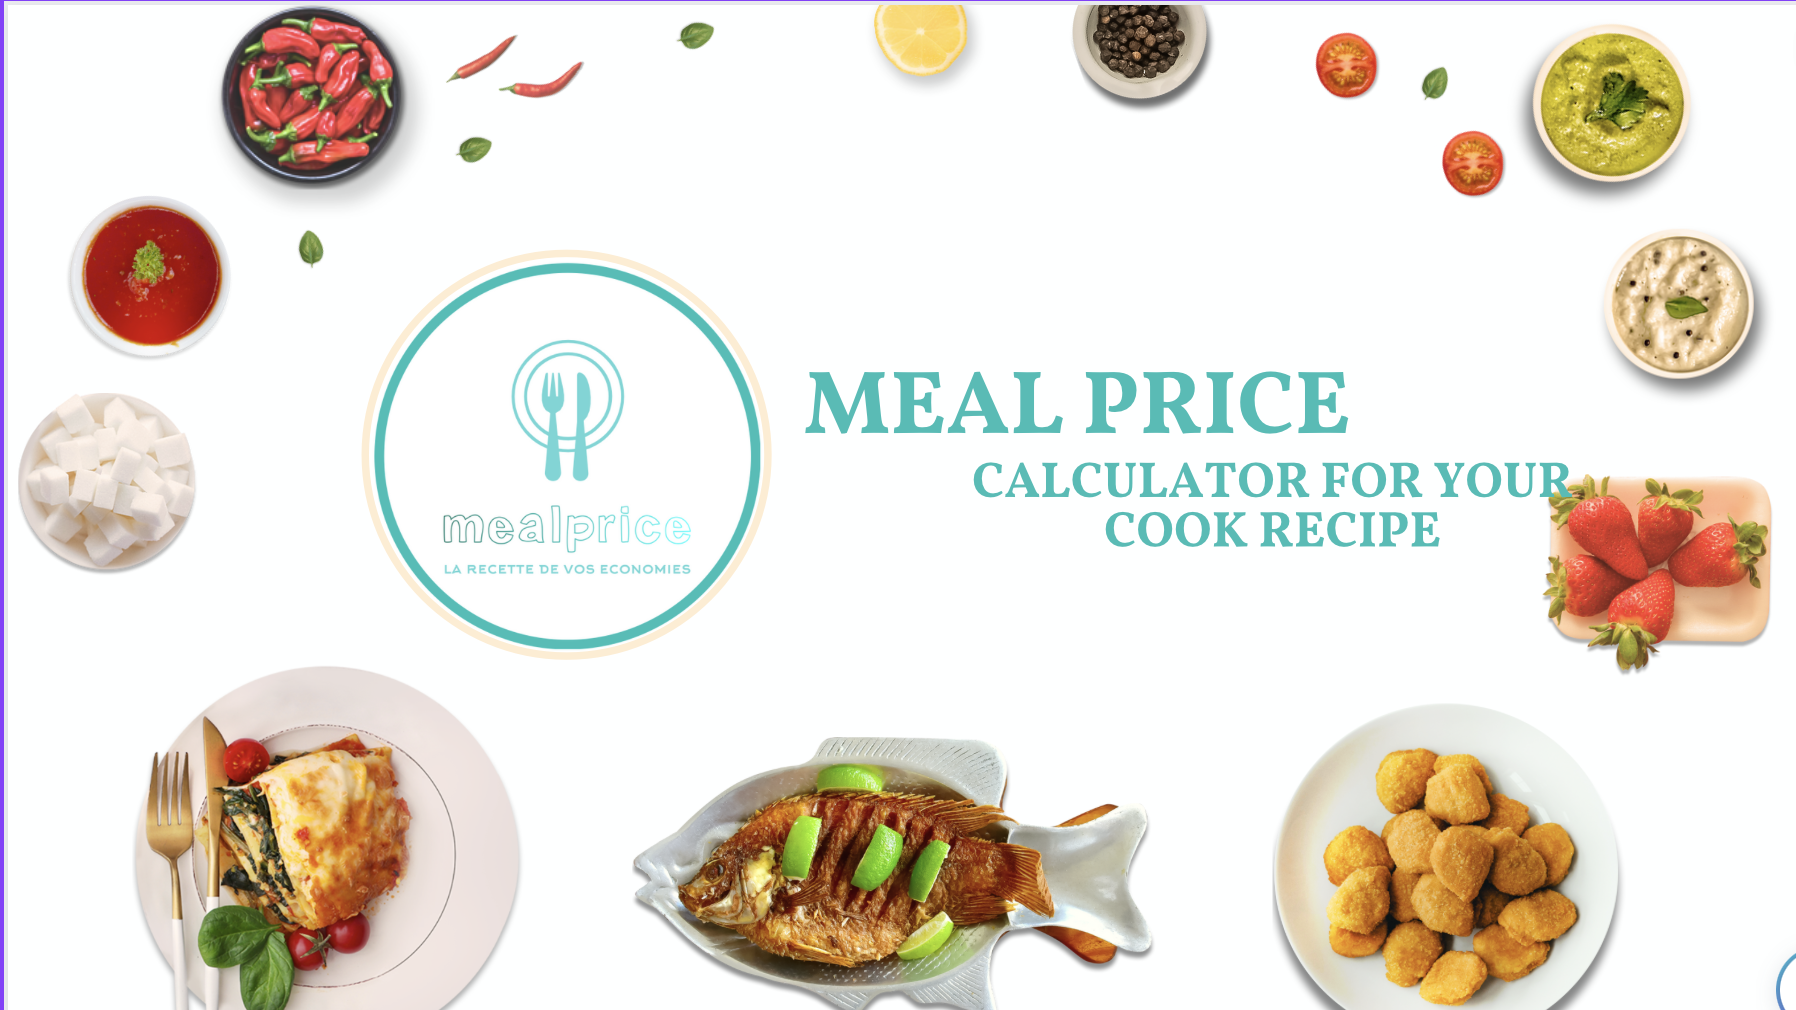 mealprice
LA RECETTE DE VOS ECONOMIES
MEAL PRICE
CALCULATOR FOR YOUR
COOK RECIPE